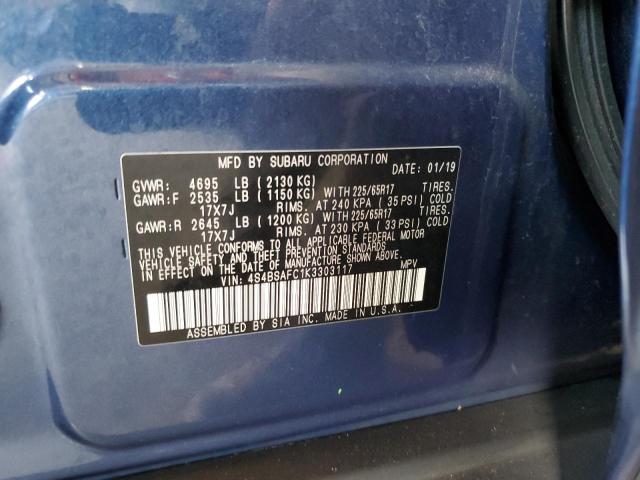 MFD BY SUBARU CORPORATION
DATE: 01/19
GVWR: 4695 LB (2130 KG)
GAWR:F 2535 LB (1150 KG) WITH 225/65R17 TIRES.
17X7J RIMS. AT 240 KPA (35 PSI) COLD
GAWR:R 2645 LB (1200 KG) WITH 225/65R17 TIRES.
17X7J RIMS. AT 230 KPA (33 PSI) COLD
THIS VEHICLE CONFORMS TO ALL APPLICABLE FEDERAL MOTOR
VEHICLE SAFETY AND THEFT PREVENTION STANDARDS
IN EFFECT ON THE DATE OF MANUFACTURE SHOWN ABOVE.
VIN: 4S4BSAFC1K3303117 MPV
ASSEMBLED BY SIA INC. MADE IN U.S.A.